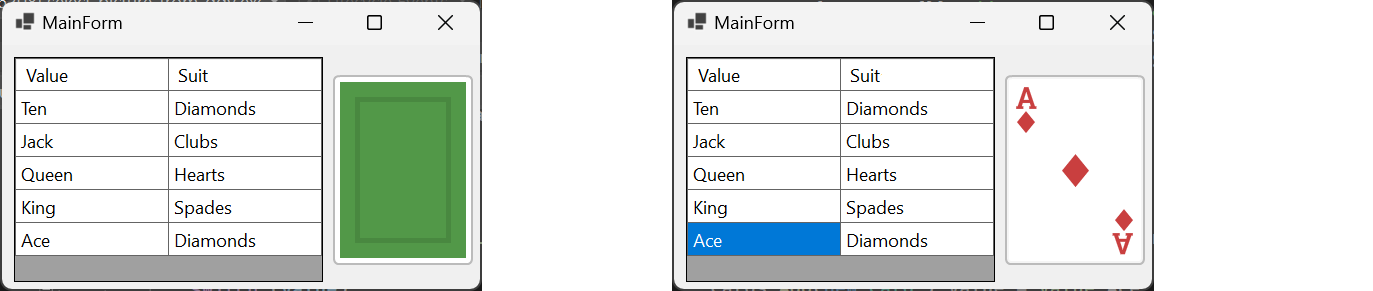 MainForm
Value Suit
Ten Diamonds
Jack Clubs
Queen Hearts
King Spades
Ace Diamonds
MainForm
Value Suit
Ten Diamonds
Jack Clubs
Queen Hearts
King Spades
Ace Diamonds
A
A